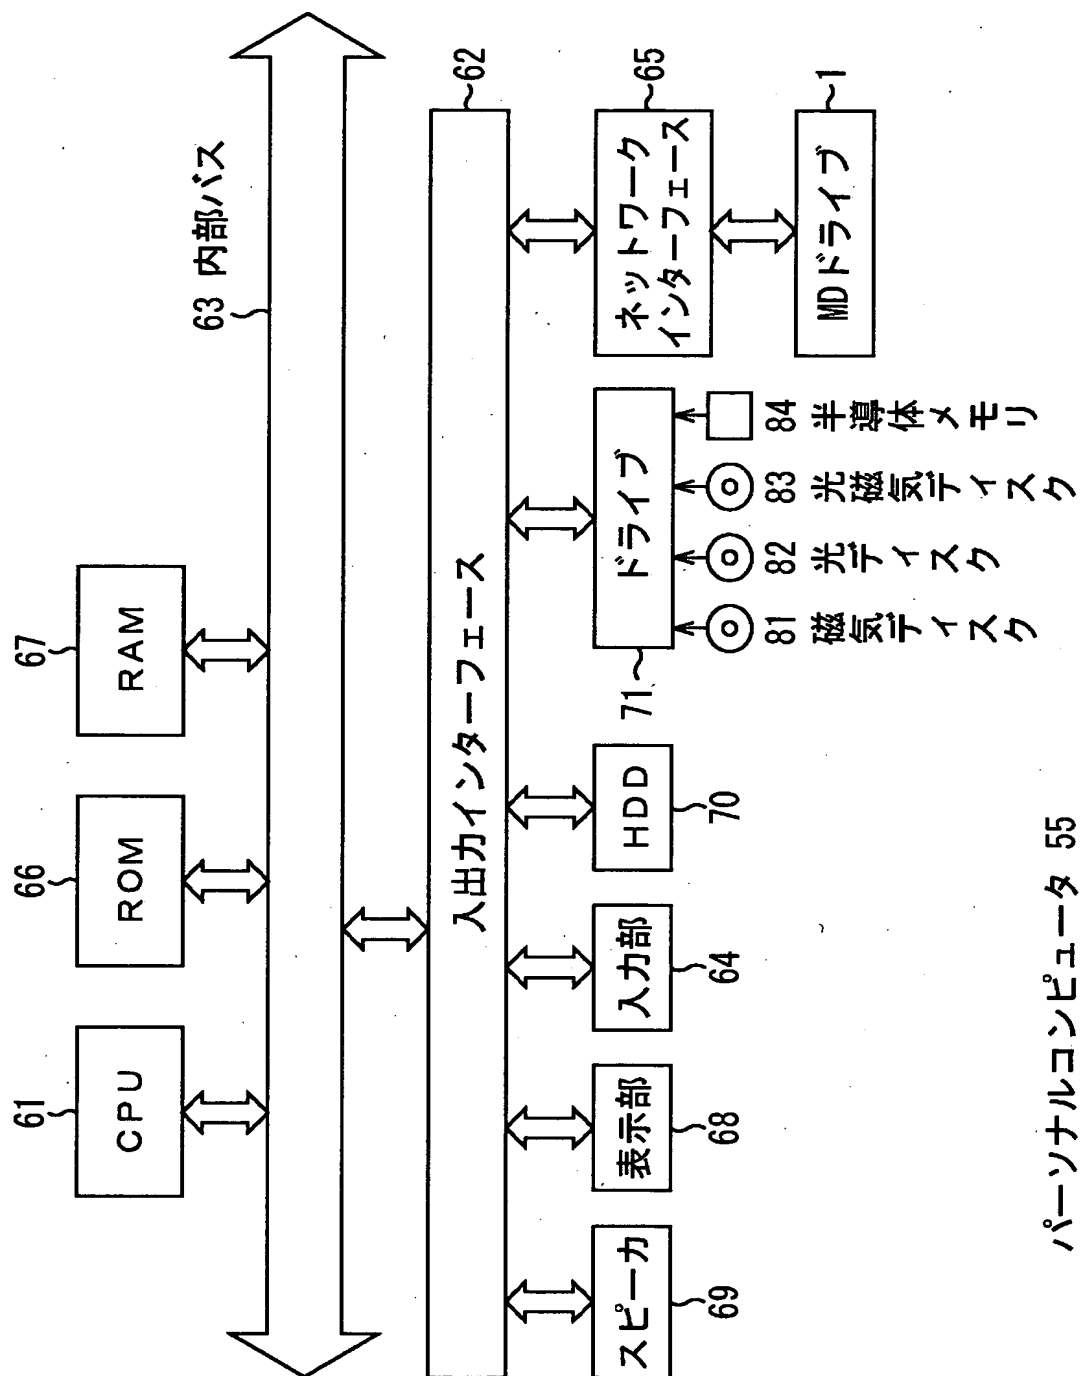 61
CPU
66
ROM
67
RAM
63 内部バス
62
入出力インターフェース
スピーカ
69
表示部
68
入力部
64
HDD
70
71
ドライブ
81 磁気ディスク
82 光ディスク
83 光磁気ディスク
84 半導体メモリ
65
ネットワーク
インターフェース
1
MDドライブ
パーソナルコンピュータ 55